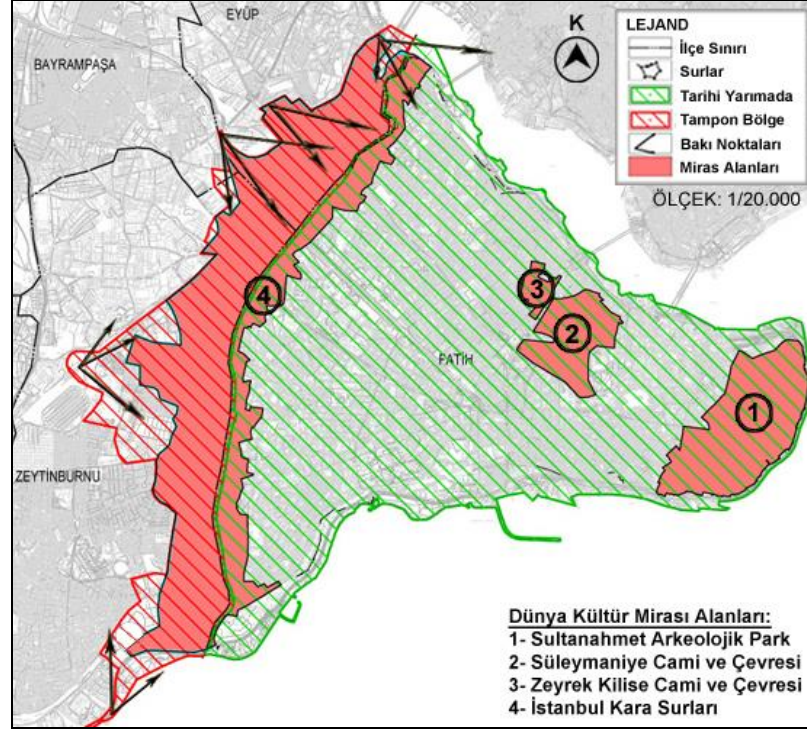 EYÜP
BAYRAMPAŞA
K
LEJAND
İlçe Sınırı
Surlar
Tarihi Yarımada
Tampon Bölge
Bakı Noktaları
Miras Alanları
ÖLÇEK: 1/20.000
4
3
2
FATİH
1
ZEYTİNBURNU
Dünya Kültür Mirası Alanları:
1- Sultanahmet Arkeolojik Park
2- Süleymaniye Cami ve Çevresi
3- Zeyrek Kilise Cami ve Çevresi
4- İstanbul Kara Surları